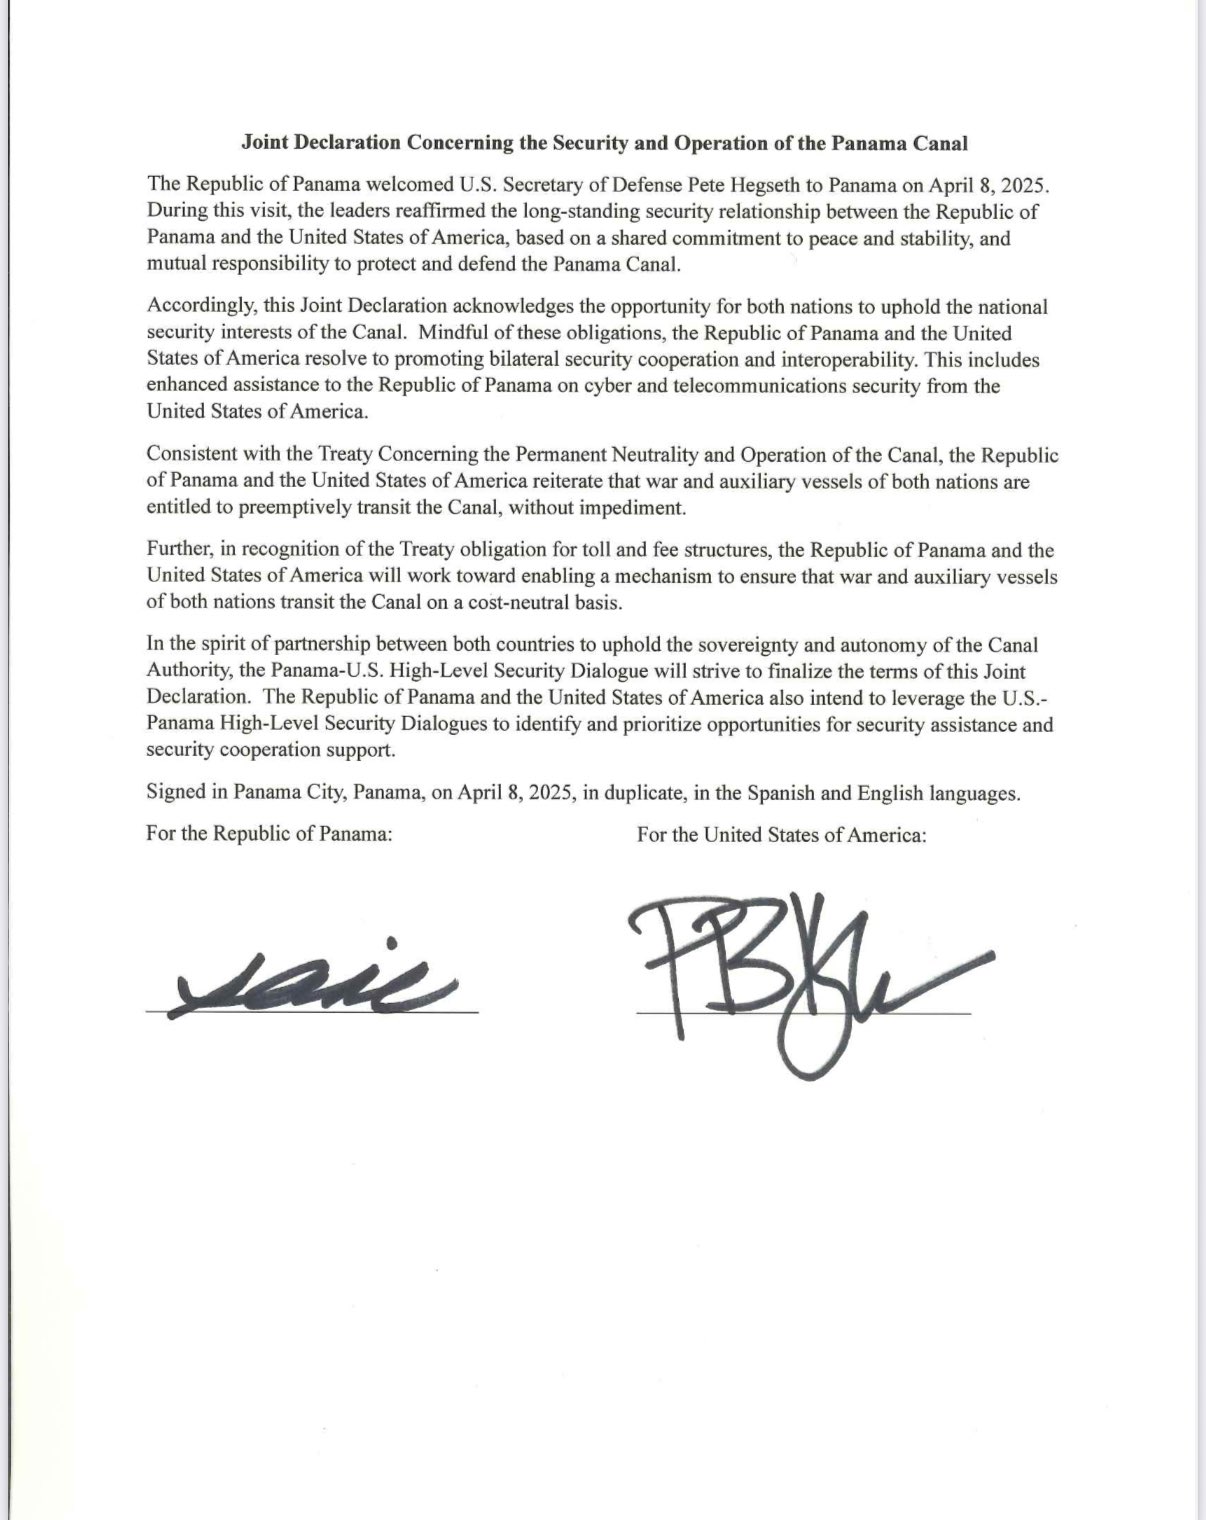 Joint Declaration Concerning the Security and Operation of the Panama Canal
The Republic of Panama welcomed U.S. Secretary of Defense Pete Hegseth to Panama on April 8, 2025.
During this visit, the leaders reaffirmed the long-standing security relationship between the Republic of
Panama and the United States of America, based on a shared commitment to peace and stability, and
mutual responsibility to protect and defend the Panama Canal.
Accordingly, this Joint Declaration acknowledges the opportunity for both nations to uphold the national
security interests of the Canal.  Mindful of these obligations, the Republic of Panama and the United
States of America resolve to promoting bilateral security cooperation and interoperability. This includes
enhanced assistance to the Republic of Panama on cyber and telecommunications security from the
United States of America.
Consistent with the Treaty Concerning the Permanent Neutrality and Operation of the Canal, the Republic
of Panama and the United States of America reiterate that war and auxiliary vessels of both nations are
entitled to preemptively transit the Canal, without impediment.
Further, in recognition of the Treaty obligation for toll and fee structures, the Republic of Panama and the
United States of America will work toward enabling a mechanism to ensure that war and auxiliary vessels
of both nations transit the Canal on a cost-neutral basis.
In the spirit of partnership between both countries to uphold the sovereignty and autonomy of the Canal
Authority, the Panama-U.S. High-Level Security Dialogue will strive to finalize the terms of this Joint
Declaration.  The Republic of Panama and the United States of America also intend to leverage the U.S.-
Panama High-Level Security Dialogues to identify and prioritize opportunities for security assistance and
security cooperation support.
Signed in Panama City, Panama, on April 8, 2025, in duplicate, in the Spanish and English languages.
For the Republic of Panama: For the United States of America: